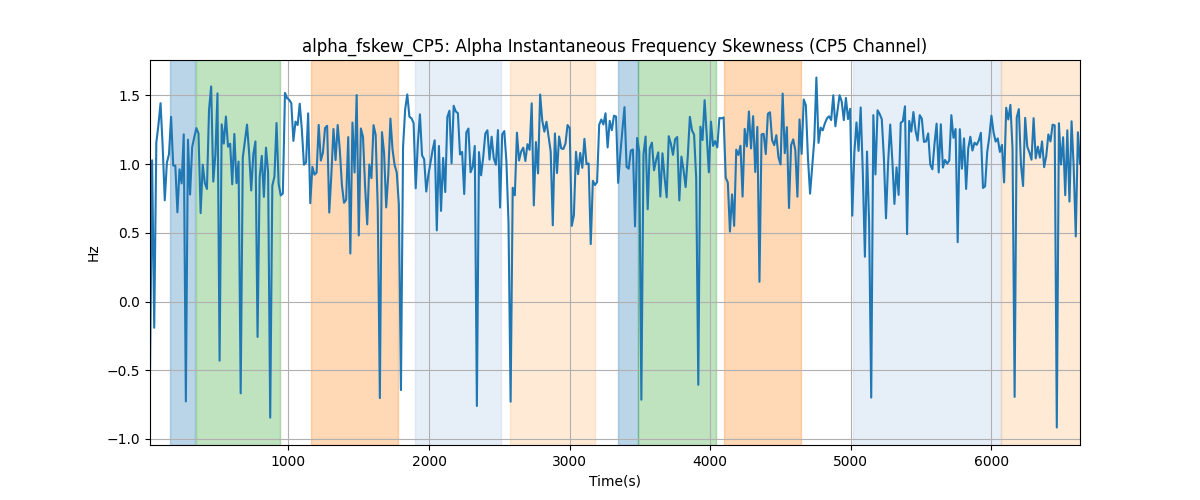 alpha_fskew_CP5: Alpha Instantaneous Frequency Skewness (CP5 Channel)
1.5
1.0
0.5
0.0
−0.5
−1.0
Hz
1000 2000 3000 4000 5000 6000
Time(s)